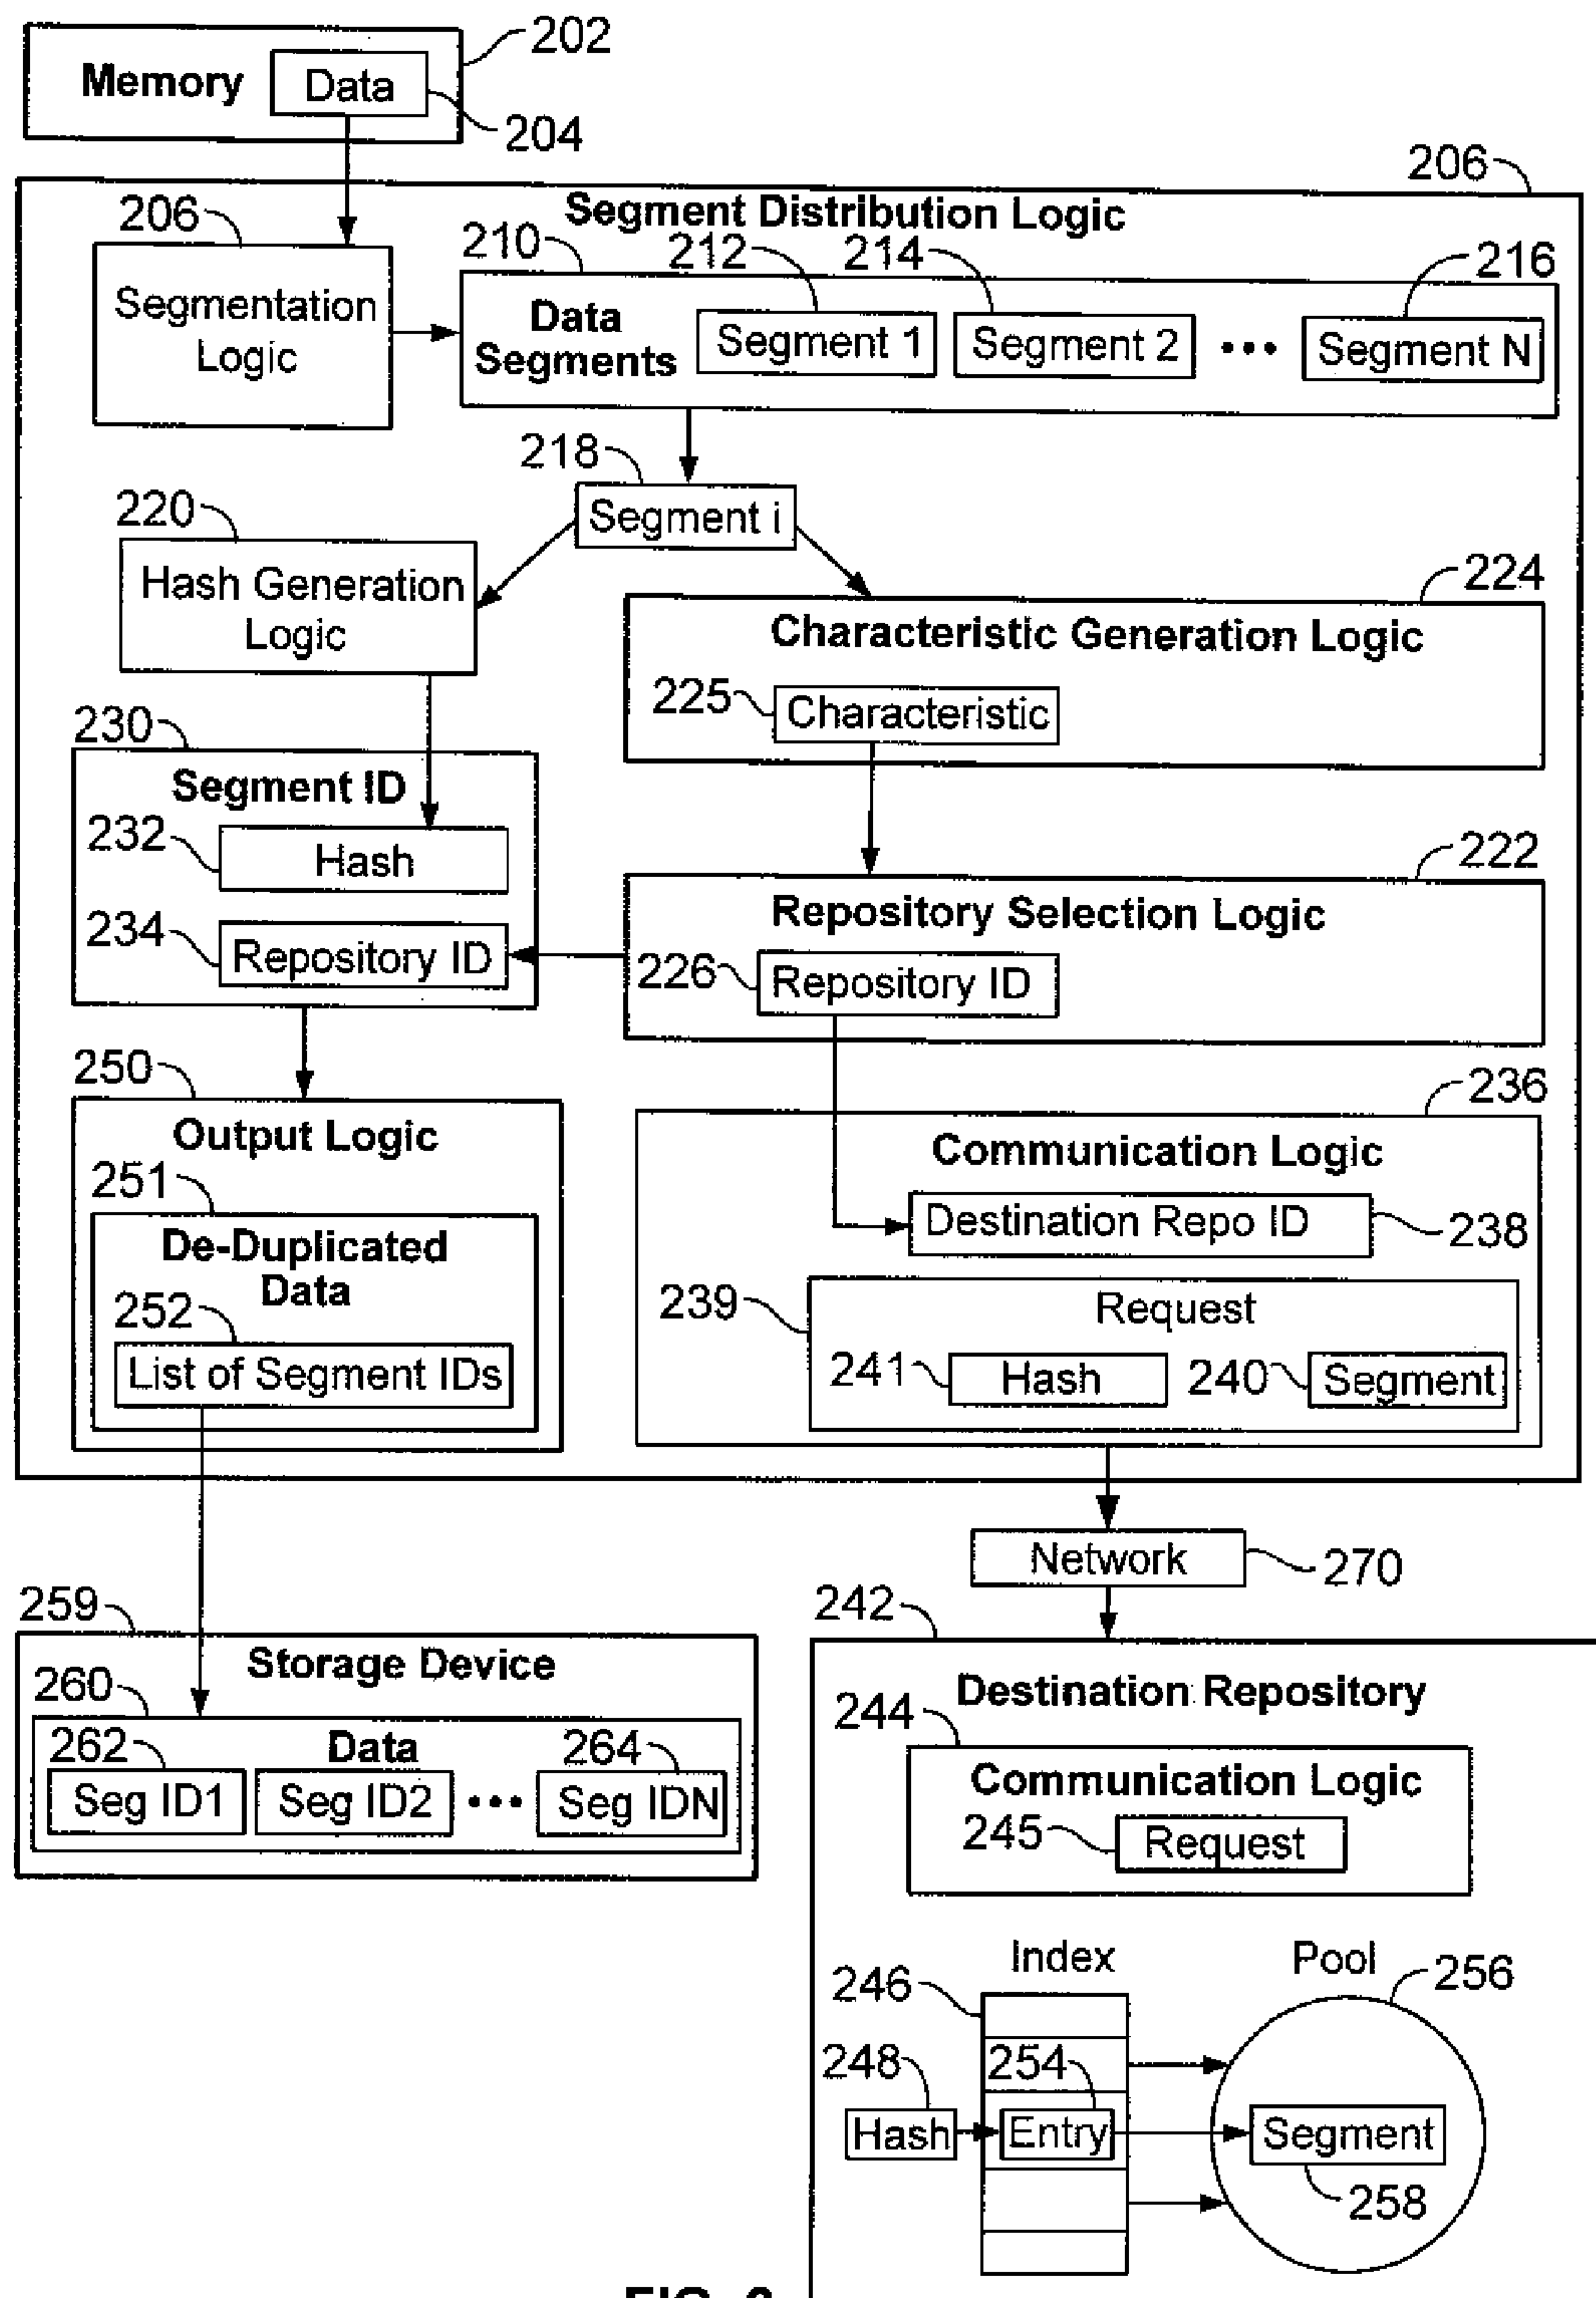 202
Memory
Data
204
206
Segment Distribution Logic
206
Segmentation
Logic
210
212
214
216
Data
Segments
Segment 1
Segment 2
•••
Segment N
218
Segment i
220
Hash Generation
Logic
224
Characteristic Generation Logic
225
Characteristic
230
Segment ID
232
Hash
234
Repository ID
222
Repository Selection Logic
226
Repository ID
250
Output Logic
251
De-Duplicated
Data
252
List of Segment IDs
236
Communication Logic
Destination Repo ID
238
239
Request
241
Hash
240
Segment
Network
270
259
Storage Device
260
Data
262
264
Seg ID1
Seg ID2
•••
Seg IDN
242
Destination Repository
244
Communication Logic
245
Request
Index
Pool
246
256
248
254
Hash
Entry
Segment
258